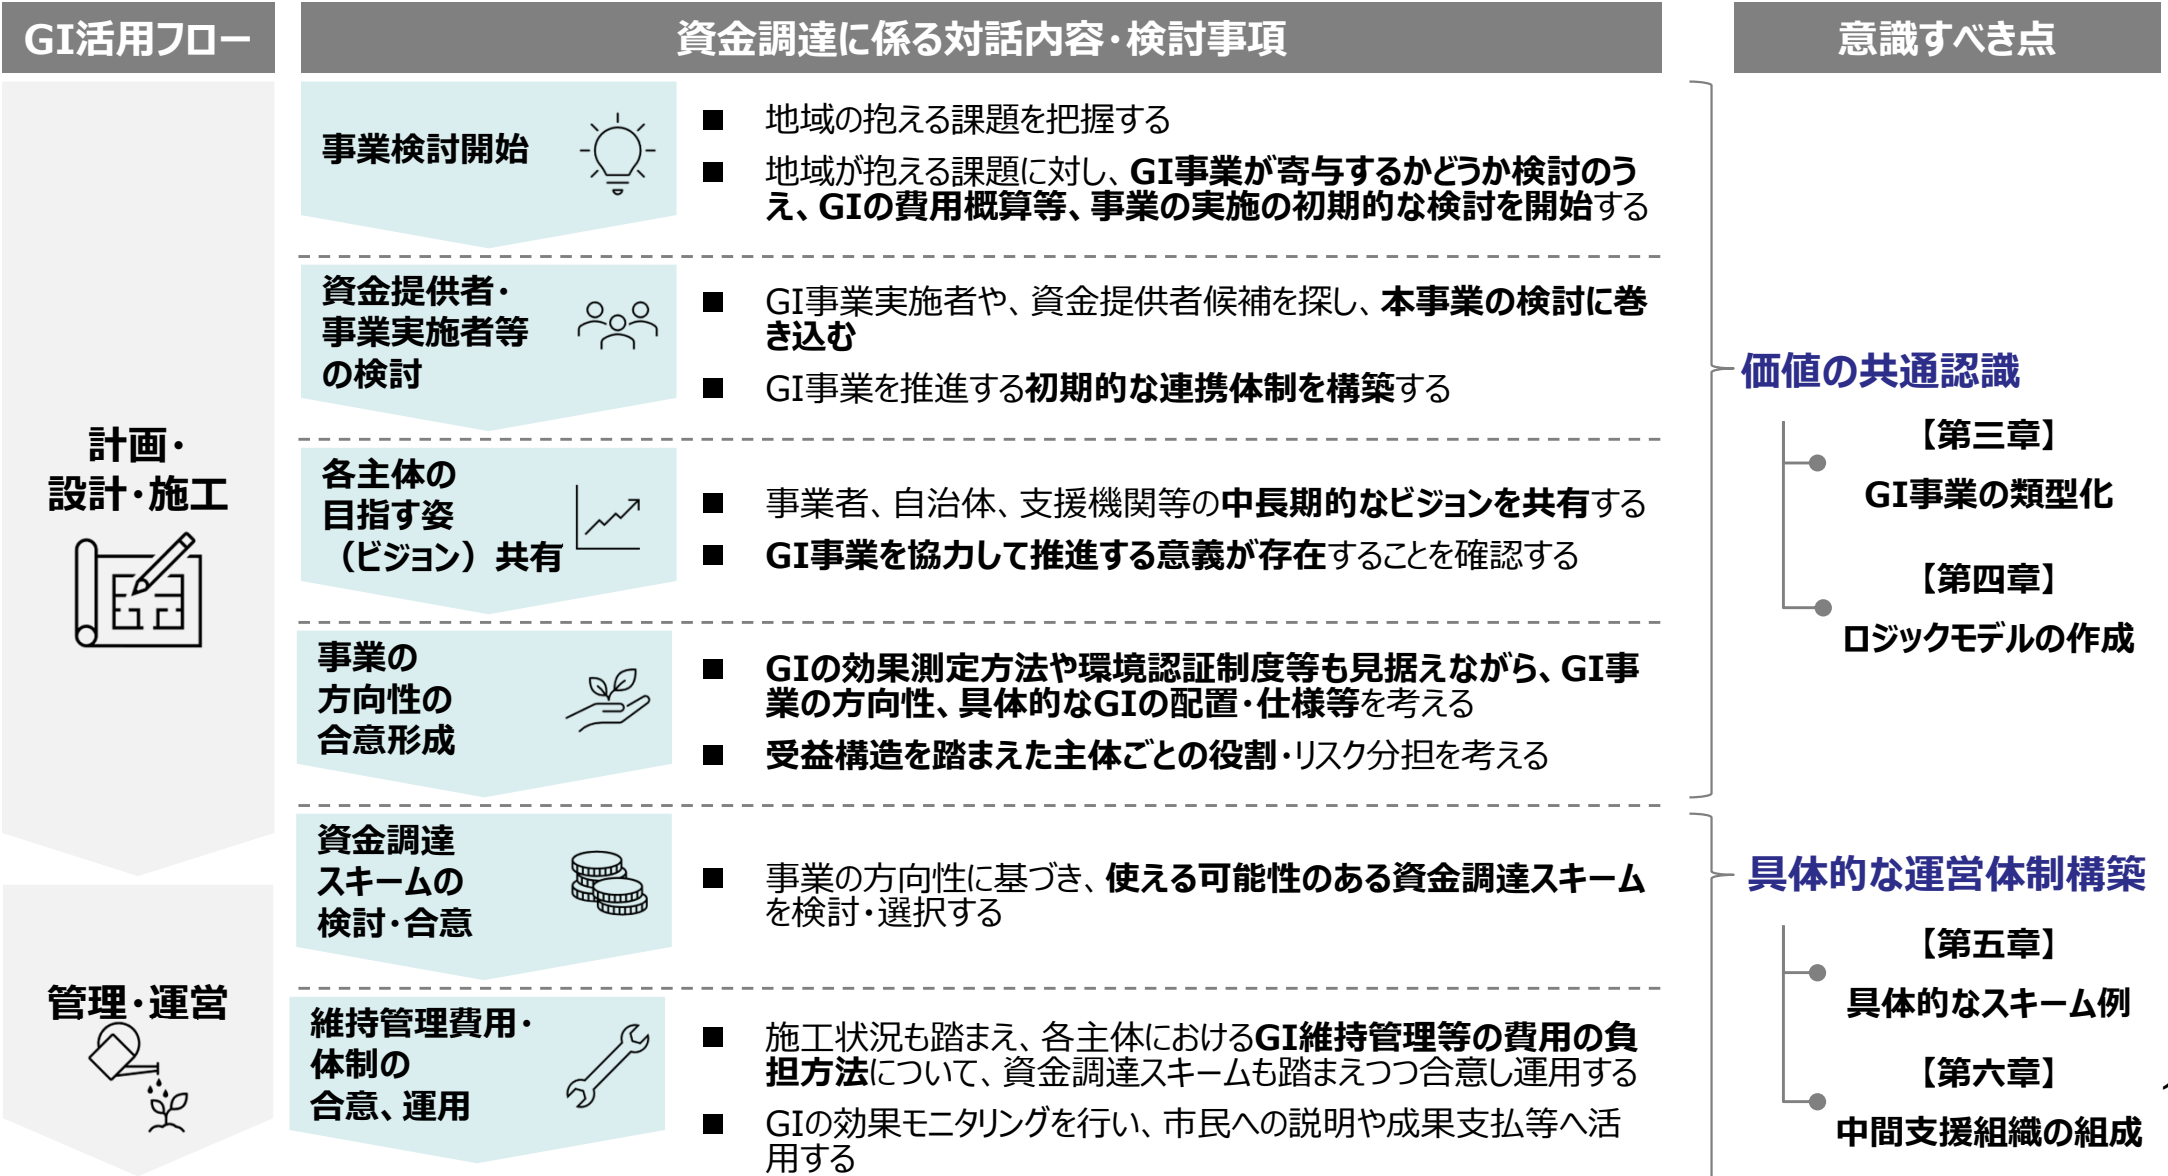 GI活用フロー
資金調達に係る対話内容・検討事項
意識すべき点
計画・
設計・施工
管理・運営
事業検討開始
■ 地域の抱える課題を把握する
■ 地域が抱える課題に対し、GI事業が寄与するかどうか検討のう
え、GIの費用概算等、事業の実施の初期的な検討を開始する
資金提供者・
事業実施者等
の検討
■ GI事業実施者や、資金提供者候補を探し、本事業の検討に巻
き込む
■ GI事業を推進する初期的な連携体制を構築する
各主体の
目指す姿
（ビジョン）共有
■ 事業者、自治体、支援機関等の中長期的なビジョンを共有する
■ GI事業を協力して推進する意義が存在することを確認する
事業の
方向性の
合意形成
■ GIの効果測定方法や環境認証制度等も見据えながら、GI事
業の方向性、具体的なGIの配置・仕様等を考える
■ 受益構造を踏まえた主体ごとの役割・リスク分担を考える
資金調達
スキームの
検討・合意
■ 事業の方向性に基づき、使える可能性のある資金調達スキーム
を検討・選択する
維持管理費用・
体制の
合意、運用
■ 施工状況も踏まえ、各主体におけるGI維持管理等の費用の負
担方法について、資金調達スキームも踏まえつつ合意し運用する
■ GIの効果モニタリングを行い、市民への説明や成果支払等へ活
用する
価値の共通認識
【第三章】
GI事業の類型化
【第四章】
ロジックモデルの作成
具体的な運営体制構築
【第五章】
具体的なスキーム例
【第六章】
中間支援組織の組成